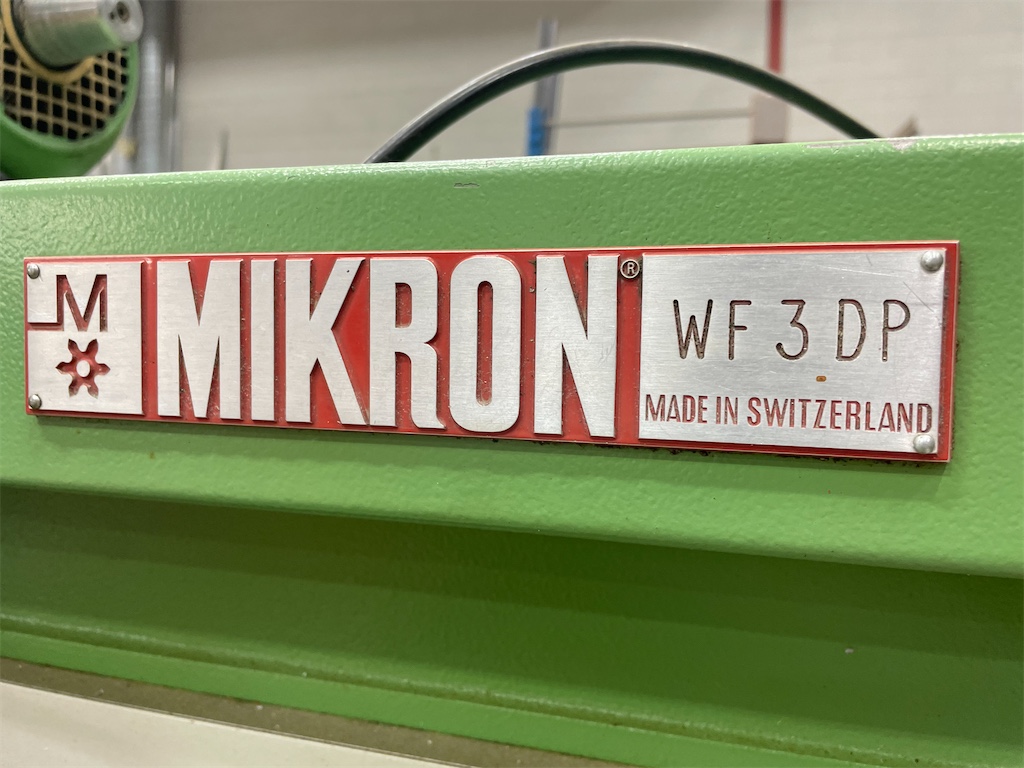 M
MIKRON®
WF 3 DP
MADE IN SWITZERLAND